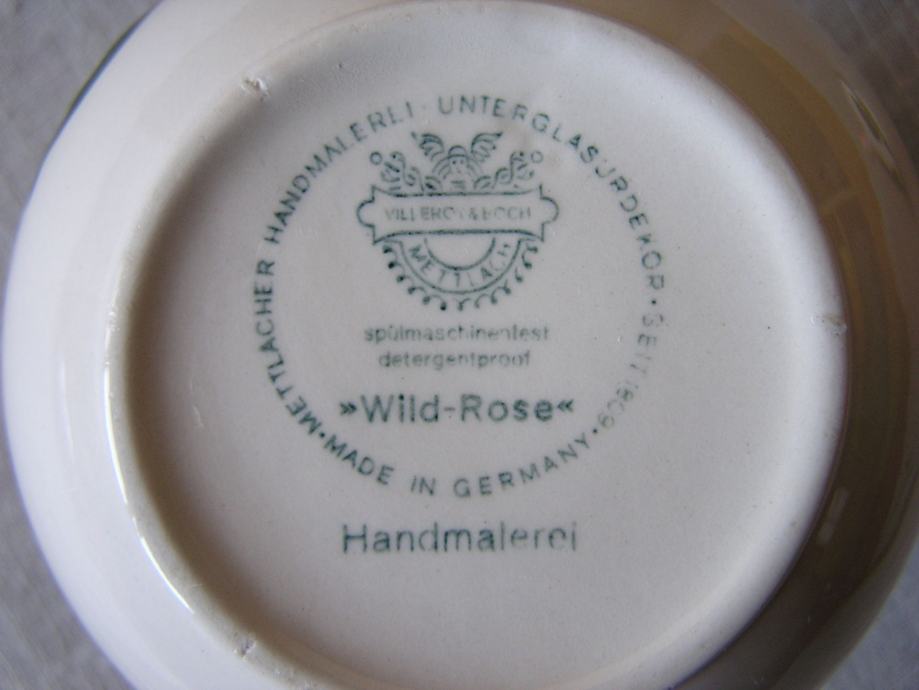 METTLACHER HANDMALEREI · UNTERGLASURDEKOR · SEIT 1809 ·
VILLEROY & BOCH
METTLACH
spülmaschinenfest
detergentproof
»Wild-Rose«
MADE IN GERMANY
Handmalerei